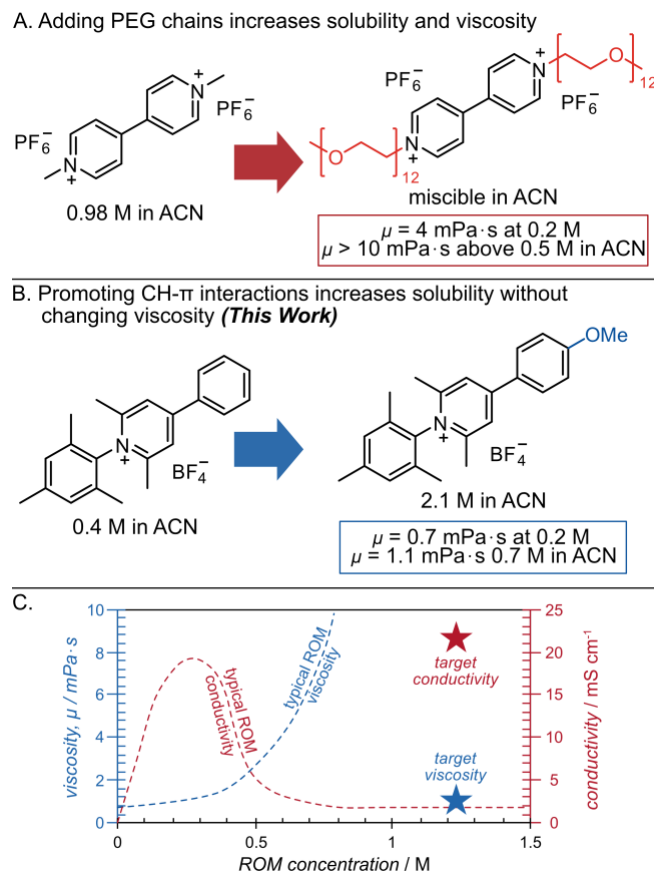 A. Adding PEG chains increases solubility and viscosity
N
+
PF6−
PF6−
N
+
0.98 M in ACN
N
+
O
12
PF6−
PF6−
O
N
+
12
miscible in ACN
μ = 4 mPa·s at 0.2 M
μ > 10 mPa·s above 0.5 M in ACN
B. Promoting CH-π interactions increases solubility without
changing viscosity (This Work)
N
+
BF4−
0.4 M in ACN
OMe
N
+
BF4−
2.1 M in ACN
μ = 0.7 mPa·s at 0.2 M
μ = 1.1 mPa·s 0.7 M in ACN
C.
viscosity, μ / mPa·s
10
8
6
4
2
0
typical ROM
conductivity
typical ROM
viscosity
target
conductivity
target
viscosity
25
20
15
10
5
0
conductivity / mS cm-1
0
0.5
1
1.5
ROM concentration / M